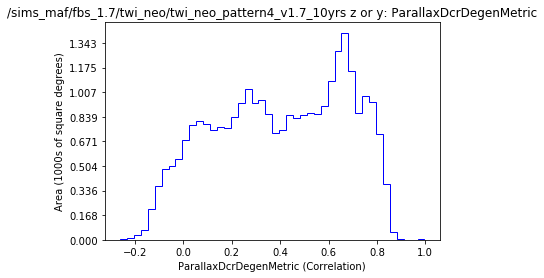 /sims_maf/fbs_1.7/twi_neo/twi_neo_pattern4_v1.7_10yrs z or y: ParallaxDcrDegenMetric
1.343
1.175
1.007
0.839
0.671
0.504
0.336
0.168
0.000
Area (1000s of square degrees)
−0.2 0.0 0.2 0.4 0.6 0.8 1.0
ParallaxDcrDegenMetric (Correlation)